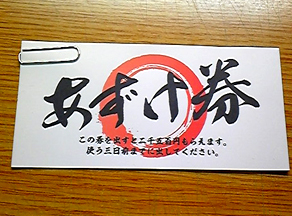 あずけ券
この券を出すと二千五百円もらえます。
使う三日前までに出してください。